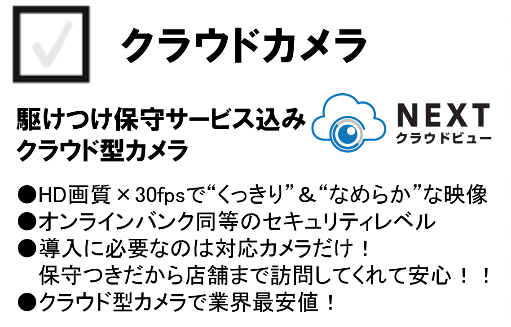 クラウドカメラ
駆けつけ保守サービス込み
クラウド型カメラ
NEXT
クラウドビュー
●HD画質×30fpsで“くっきり”&“なめらか”な映像
●オンラインバンク同等のセキュリティレベル
●導入に必要なのは対応カメラだけ！
保守つきだから店舗まで訪問してくれて安心！！
●クラウド型カメラで業界最安値！